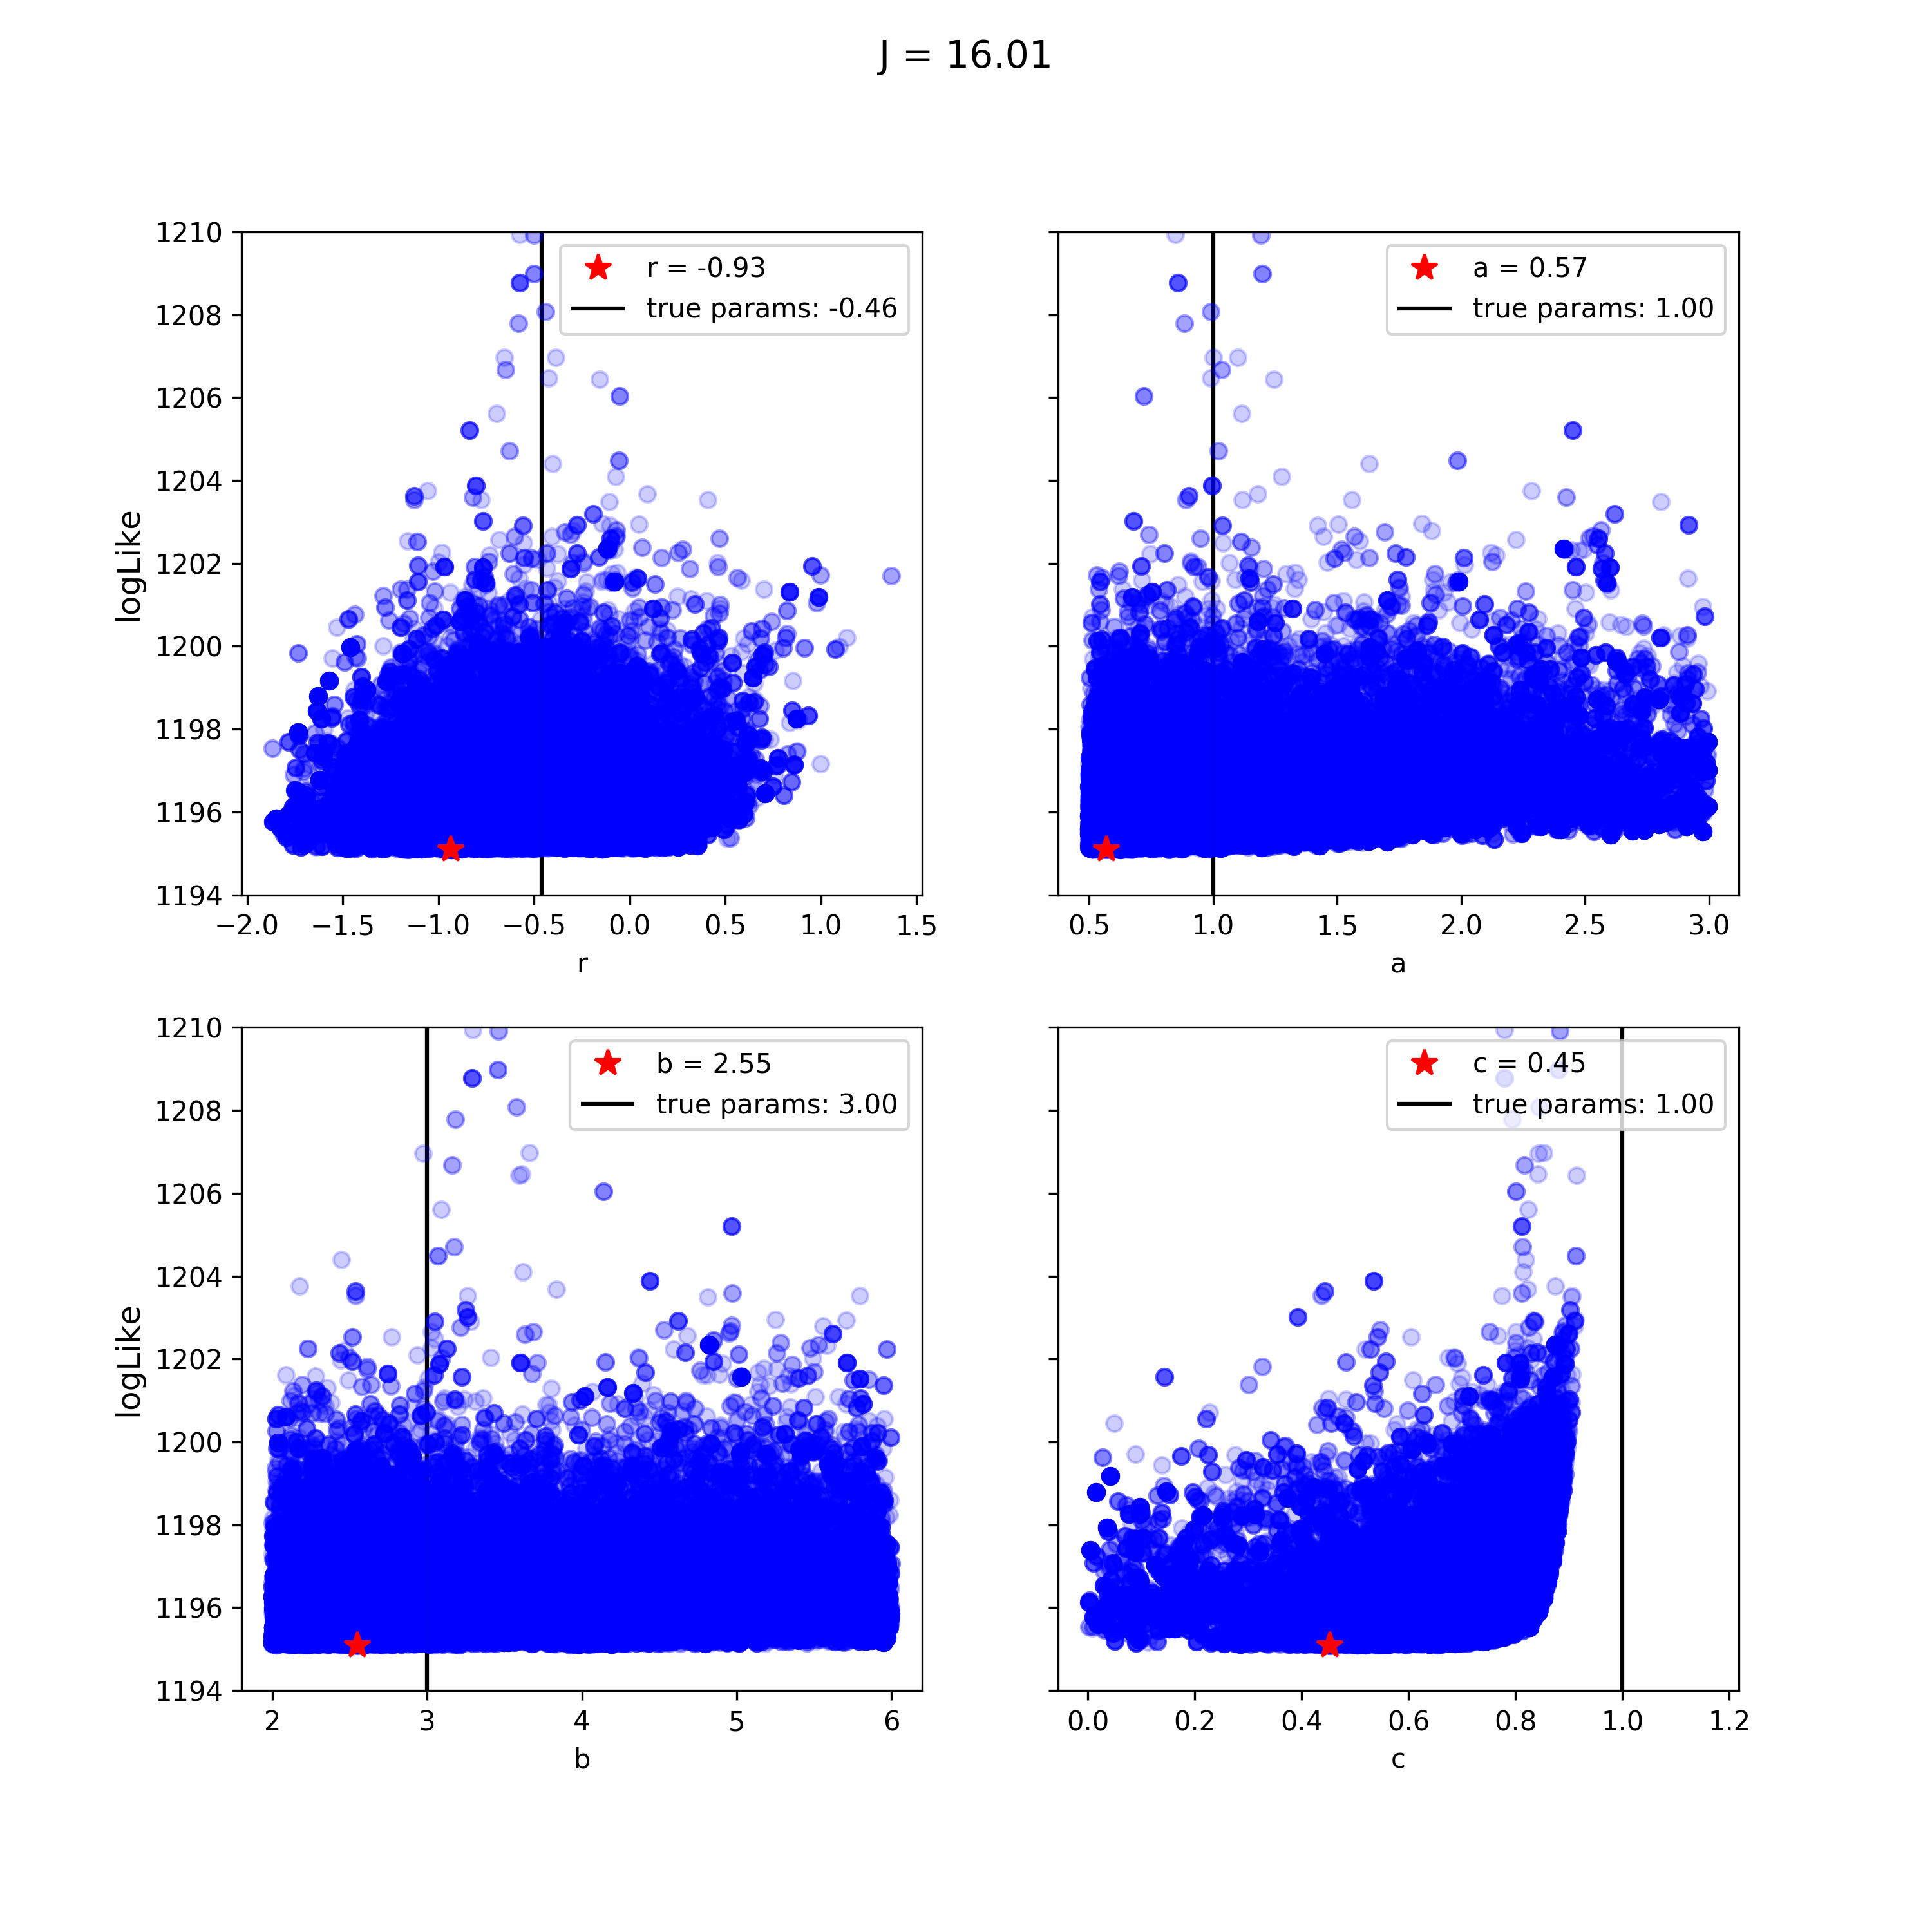 J = 16.01
1210
1208
1206
1204
1202
1200
1198
1196
1194
logLike
r = -0.93
true params: -0.46
−2.0 −1.5 −1.0 −0.5 0.0 0.5 1.0 1.5
r
a = 0.57
true params: 1.00
0.5 1.0 1.5 2.0 2.5 3.0
a
1210
1208
1206
1204
1202
1200
1198
1196
1194
logLike
b = 2.55
true params: 3.00
2 3 4 5 6
b
c = 0.45
true params: 1.00
0.0 0.2 0.4 0.6 0.8 1.0 1.2
c